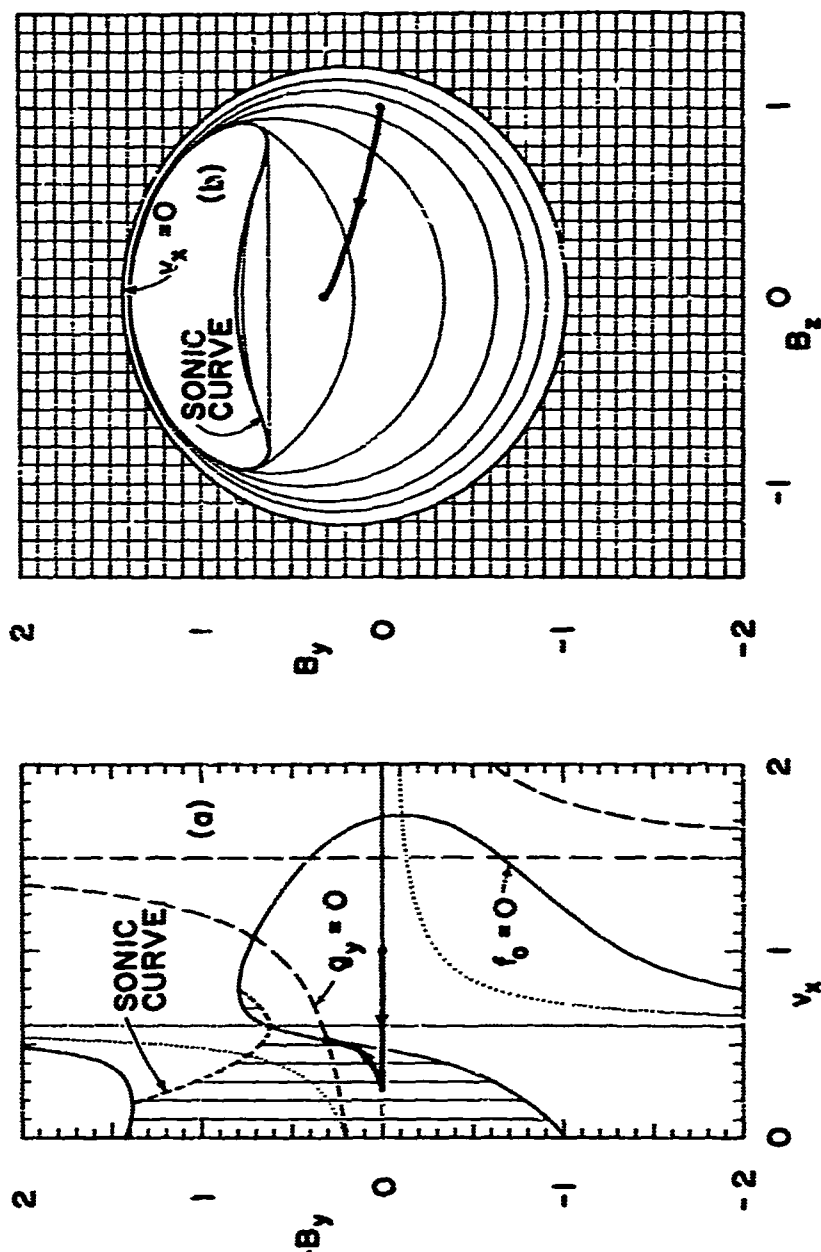 (a)
SONIC
CURVE
g_y = 0
f_0 = 0
B_y
2
1
0
-1
-2
0
1
2
v_x
(b)
v_x = 0
SONIC
CURVE
B_y
2
1
0
-1
-2
-1
0
1
B_z